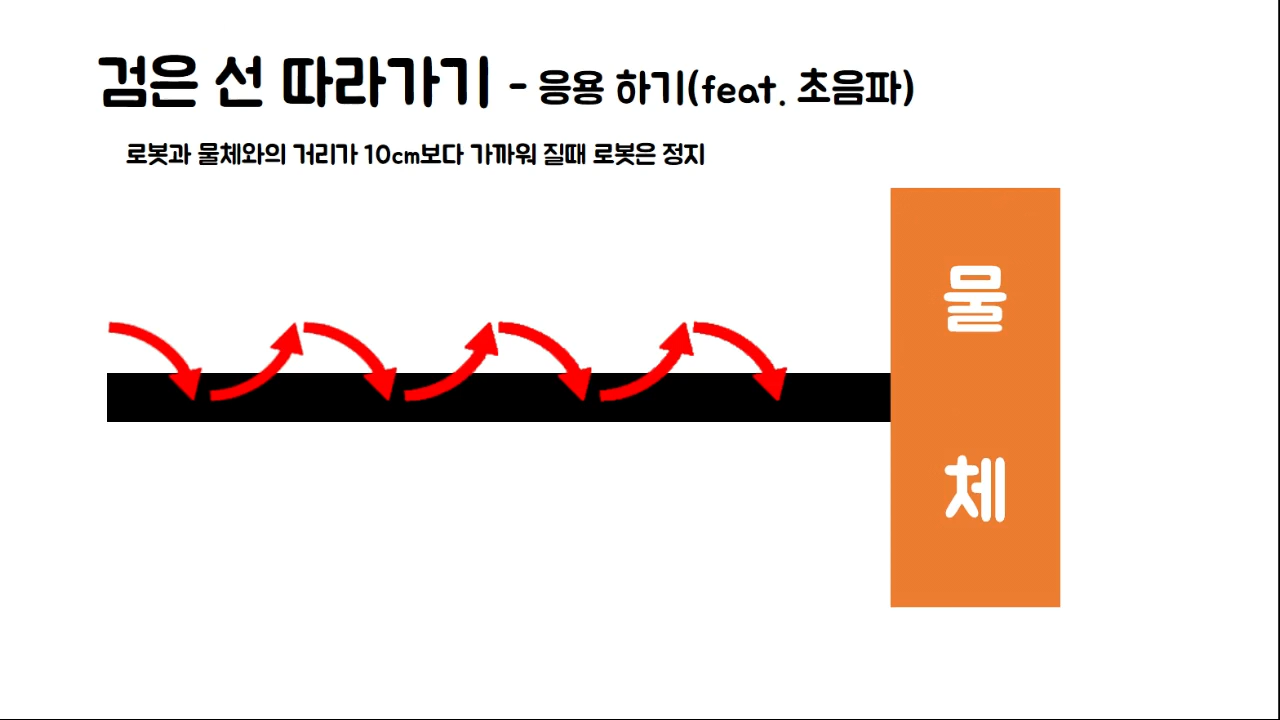 검은 선 따라가기 - 응용 하기(feat. 초음파)
로봇과 물체와의 거리가 10cm보다 가까워 질때 로봇은 정지
물
체